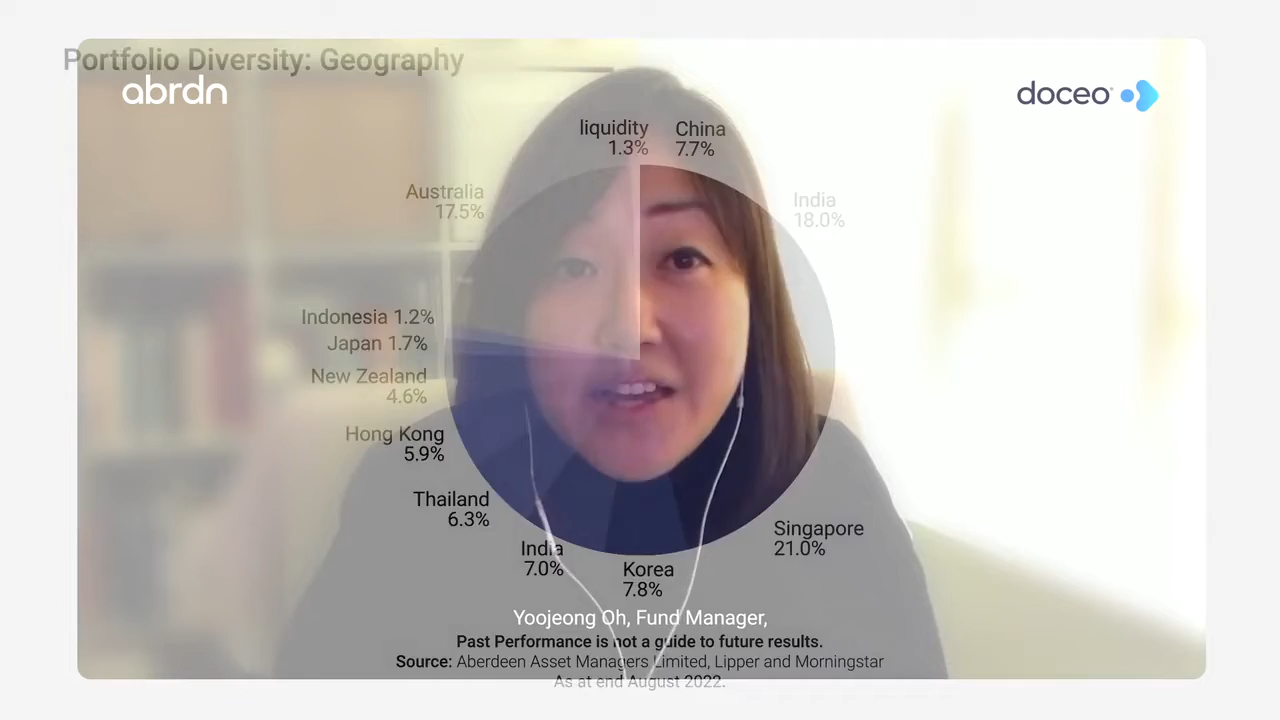 Portfolio Diversity: Geography
abrdn
doceo
liquidity
1.3%
China
7.7%
Australia
17.5%
India
18.0%
Indonesia 1.2%
Japan 1.7%
New Zealand
4.6%
Hong Kong
5.9%
Thailand
6.3%
India
7.0%
Korea
7.8%
Singapore
21.0%
Yoojeong Oh, Fund Manager,
Past Performance is not a guide to future results.
Source: Aberdeen Asset Managers Limited, Lipper and Morningstar
As at end August 2022.